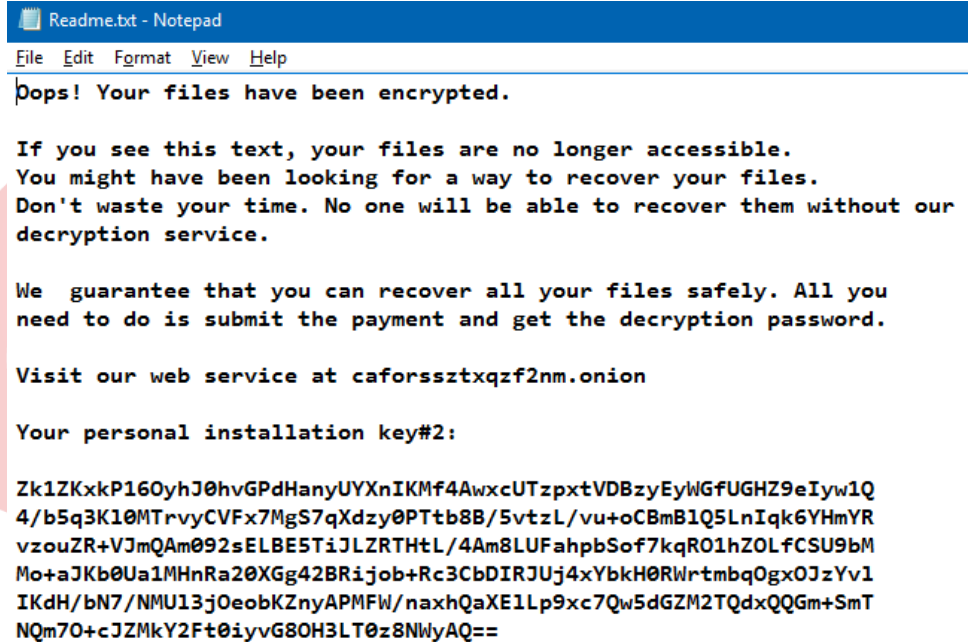 Readme.txt - Notepad
File Edit Format View Help
Oops! Your files have been encrypted.
If you see this text, your files are no longer accessible.
You might have been looking for a way to recover your files.
Don't waste your time. No one will be able to recover them without our
decryption service.
We  guarantee that you can recover all your files safely. All you
need to do is submit the payment and get the decryption password.
Visit our web service at caforssztxqzf2nm.onion
Your personal installation key#2:
Zk1ZKxkP16OyhJ0hvGPdHanyUYXnIKMf4AwxcUTzpxtVDBzyEyWGfUGHZ9eIyw1Q
4/b5q3Kl0MTrvyCVFx7MgS7qXdzy0PTtb8B/5vtzL/vu+oCBmBlQ5LnIqk6YHmYR
vzouZR+VJmQAm092sELBE5TiJLZRTHtL/4Am8LUFahpbSof7kqRO1hZOLfCSU9bM
Mo+aJKb0Ua1MHnRa20XGg42BRijob+Rc3CbDIRJUj4xYbkH0RWrtmbqOgxOJzYvl
IKdH/bN7/NMUl3jOeobKZnyAPMFW/naxhQaXElLp9xc7Qw5dGZM2TQdxQQGm+SmT
NQm7O+cJZMkY2Ft0iyvG8OH3LT0z8NWyAQ==